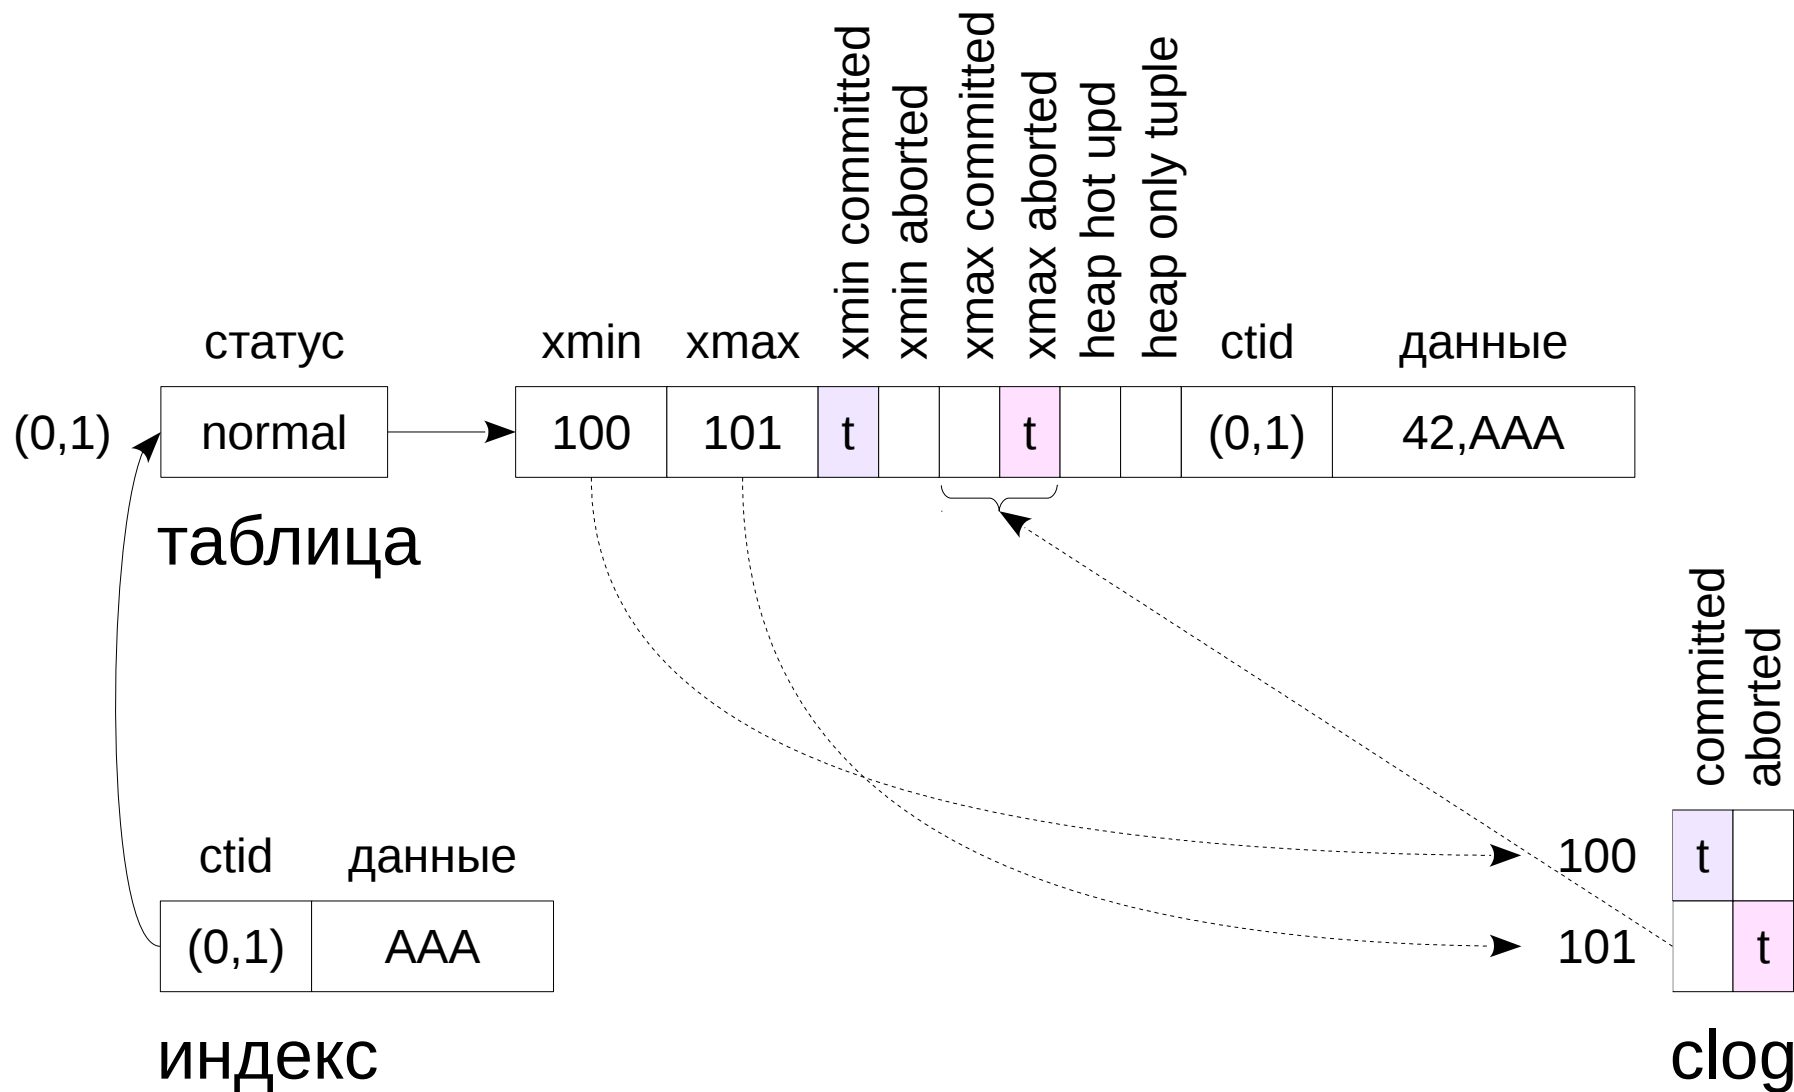 xmin committed
xmin aborted
xmax committed
xmax aborted
heap hot upd
heap only tuple
статус xmin xmax ctid данные
(0,1) normal 100 101 t t (0,1) 42,AAA
таблица
committed
aborted
ctid данные 100 t
(0,1) AAA 101 t
индекс clog